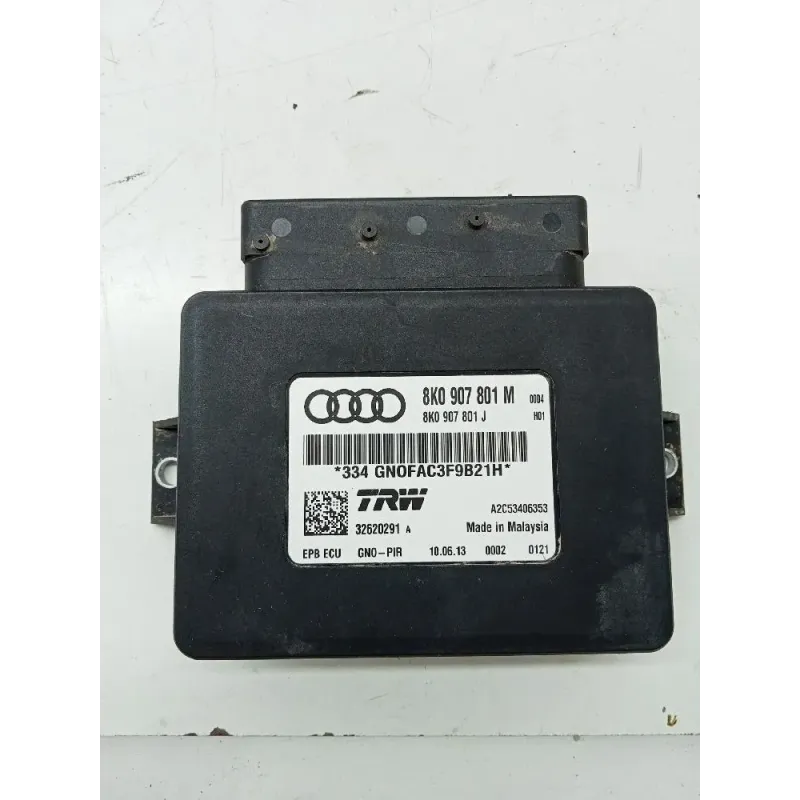 8K0 907 801 M 0004
8K0 907 801 J H01
*334 GNOFAC3F9B21H*
TRW A2C53406353
32620291 A Made in Malaysia
EPB ECU GNO-PIR 10.06.13 0002 0121